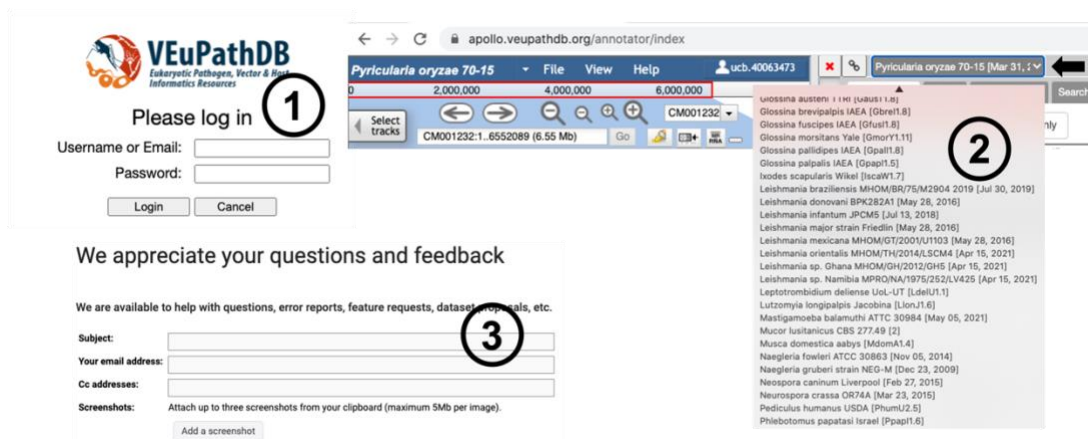 VEuPathDB
Eukaryotic Pathogen, Vector & Host
Informatics Resources
Please log in
1
Username or Email:
Password:
Login Cancel
apollo.veupathdb.org/annotator/index
Pyricularia oryzae 70-15 File View Help ucb.40063473
Pyricularia oryzae 70-15 [Mar 31, 2
0 2,000,000 4,000,000 6,000,000
Search
Select
tracks
CM001232
CM001232:1..6552089 (6.55 Mb) Go
2
Glossina austeni TTRI [GausT1.8]
Glossina brevipalpis IAEA [GbreI1.8]
Glossina fuscipes IAEA [GfusI1.8]
Glossina morsitans Yale [GmorY1.11]
Glossina pallidipes IAEA [GpalI1.8]
Glossina palpalis IAEA [GpapI1.5]
Ixodes scapularis Wikel [IscaW1.7]
Leishmania braziliensis MHOM/BR/75/M2904 2019 [Jul 30, 2019]
Leishmania donovani BPK282A1 [May 28, 2016]
Leishmania infantum JPCM5 [Jul 13, 2018]
Leishmania major strain Friedlin [May 28, 2016]
Leishmania mexicana MHOM/GT/2001/U1103 [May 28, 2016]
Leishmania orientalis MHOM/TH/2014/LSCM4 [Apr 15, 2021]
Leishmania sp. Ghana MHOM/GH/2012/GH5 [Apr 15, 2021]
Leishmania sp. Namibia MPRO/NA/1975/252/LV425 [Apr 15, 2021]
Leptotrombidium deliense UoL-UT [LdelU1.1]
Lutzomyia longipalpis Jacobina [LlonJ1.6]
Mastigamoeba balamuthi ATTC 30984 [May 05, 2021]
Mucor lusitanicus CBS 277.49 [2]
Musca domestica aabys [MdomA1.4]
Naegleria fowleri ATCC 30863 [Nov 05, 2014]
Naegleria gruberi strain NEG-M [Dec 23, 2009]
Neospora caninum Liverpool [Feb 27, 2015]
Neurospora crassa OR74A [Mar 23, 2015]
Pediculus humanus USDA [PhumU2.5]
Phlebotomus papatasi Israel [PpapI1.6]
We appreciate your questions and feedback
We are available to help with questions, error reports, feature requests, dataset proposals, etc.
3
Subject:
Your email address:
Cc addresses:
Screenshots: Attach up to three screenshots from your clipboard (maximum 5Mb per image).
Add a screenshot